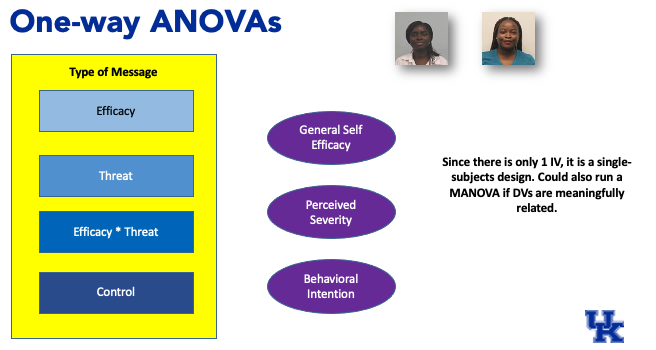 One-way ANOVAs
Type of Message
Efficacy
Threat
Efficacy * Threat
Control
General Self
Efficacy
Perceived
Severity
Behavioral
Intention
Since there is only 1 IV, it is a single-
subjects design. Could also run a
MANOVA if DVs are meaningfully
related.
UK